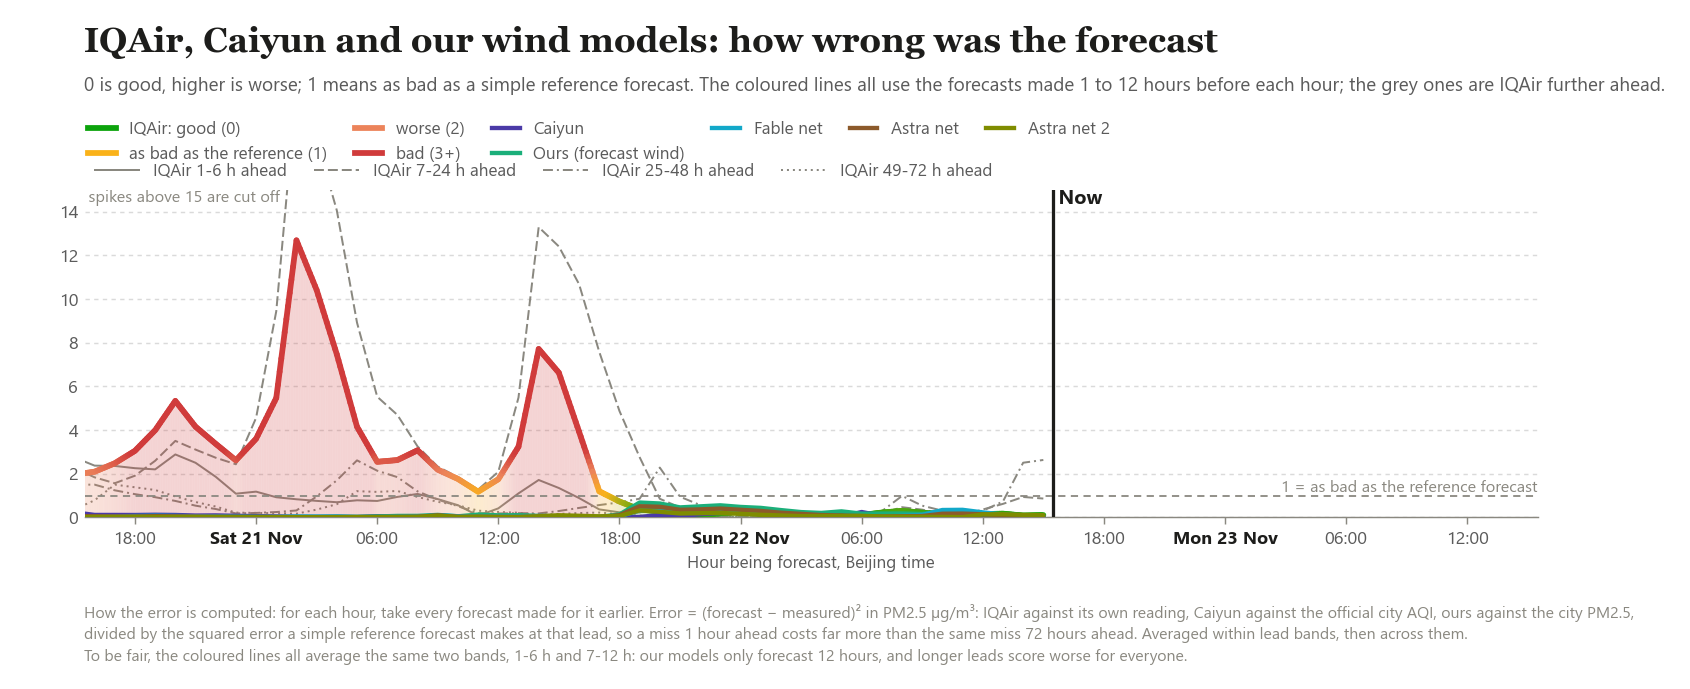 IQAir, Caiyun and our wind models: how wrong was the forecast
0 is good, higher is worse; 1 means as bad as a simple reference forecast. The coloured lines all use the forecasts made 1 to 12 hours before each hour; the grey ones are IQAir further ahead.
IQAir: good (0) worse (2) Caiyun Fable net Astra net Astra net 2
as bad as the reference (1) bad (3+) Ours (forecast wind)
IQAir 1-6 h ahead IQAir 7-24 h ahead IQAir 25-48 h ahead IQAir 49-72 h ahead
spikes above 15 are cut off
Now
14
12
10
8
6
4
2
1 = as bad as the reference forecast
0
18:00 Sat 21 Nov 06:00 12:00 18:00 Sun 22 Nov 06:00 12:00 18:00 Mon 23 Nov 06:00 12:00
Hour being forecast, Beijing time
How the error is computed: for each hour, take every forecast made for it earlier. Error = (forecast − measured)² in PM2.5 µg/m³: IQAir against its own reading, Caiyun against the official city AQI, ours against the city PM2.5,
divided by the squared error a simple reference forecast makes at that lead, so a miss 1 hour ahead costs far more than the same miss 72 hours ahead. Averaged within lead bands, then across them.
To be fair, the coloured lines all average the same two bands, 1-6 h and 7-12 h: our models only forecast 12 hours, and longer leads score worse for everyone.